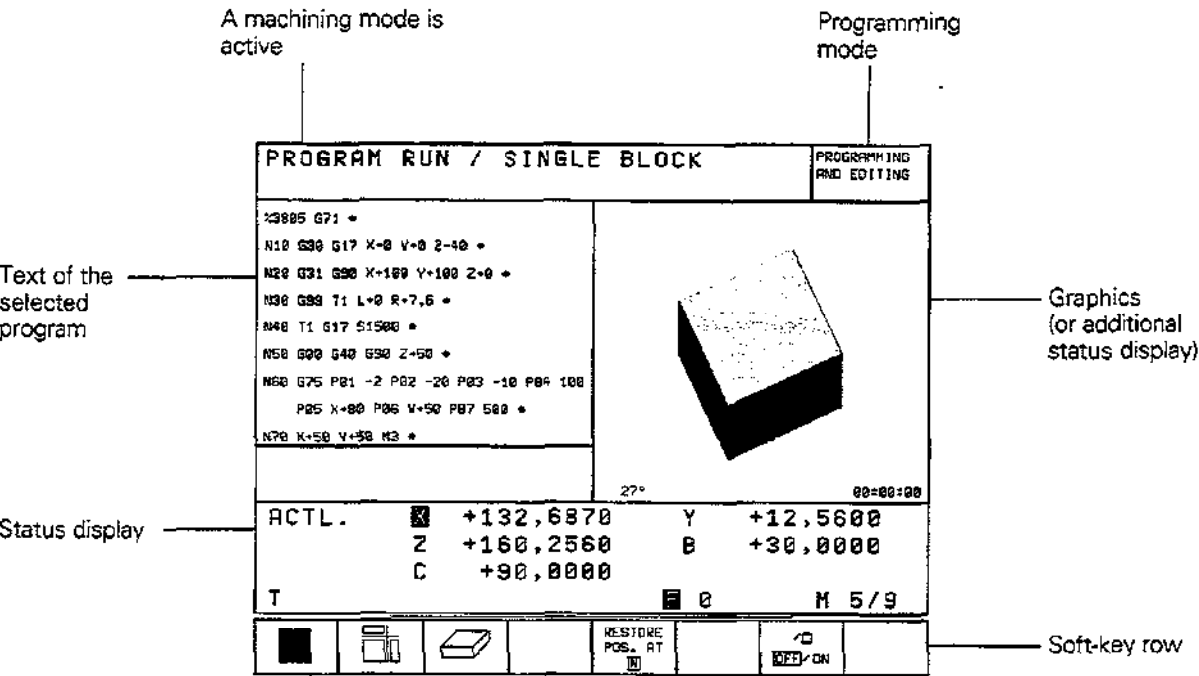 A machining mode is
active
Programming
mode
PROGRAM RUN / SINGLE BLOCK
PROGRAMMING
AND EDITING
%3805 G71 *
N10 G30 G17 X+0 Y+0 Z-40 *
N20 G31 G90 X+100 Y+100 Z+0 *
N30 G99 T1 L+0 R+7,6 *
N40 T1 G17 S1500 *
N50 G00 G40 G90 Z+50 *
N60 G75 P01 -2 P02 -20 P03 -10 P04 100
P05 X+80 P06 Y+50 P07 500 *
N70 X+50 Y+50 M3 *
27°
00:00:00
Text of the
selected
program
Graphics
(or additional
status display)
Status display
ACTL. X +132,6870 Y +12,5600
Z +160,2560 B +30,0000
C +90,0000
T F 0 M 5/9
RESTORE
POS. AT
N
OFF / ON
Soft-key row